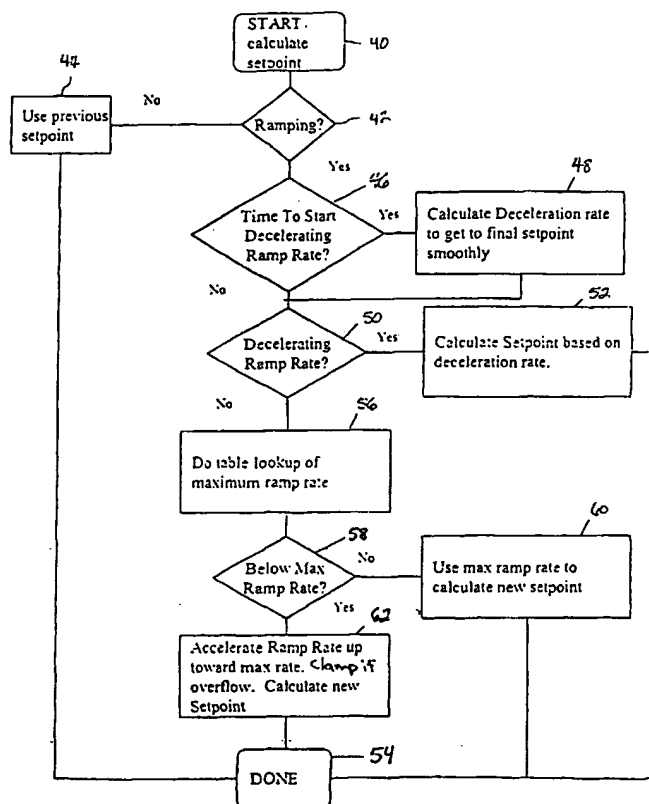 START
calculate
setpoint
40
44
No
Use previous
setpoint
Ramping?
42
Yes
46
48
Time To Start
Decelerating
Ramp Rate?
Yes
Calculate Deceleration rate
to get to final setpoint
smoothly
No
50
52
Decelerating
Ramp Rate?
Yes
Calculate Setpoint based on
deceleration rate.
No
56
Do table lookup of
maximum ramp rate
58
60
Below Max
Ramp Rate?
No
Use max ramp rate to
calculate new setpoint
Yes
62
Accelerate Ramp Rate up
toward max rate. Clamp if
overflow. Calculate new
Setpoint
54
DONE